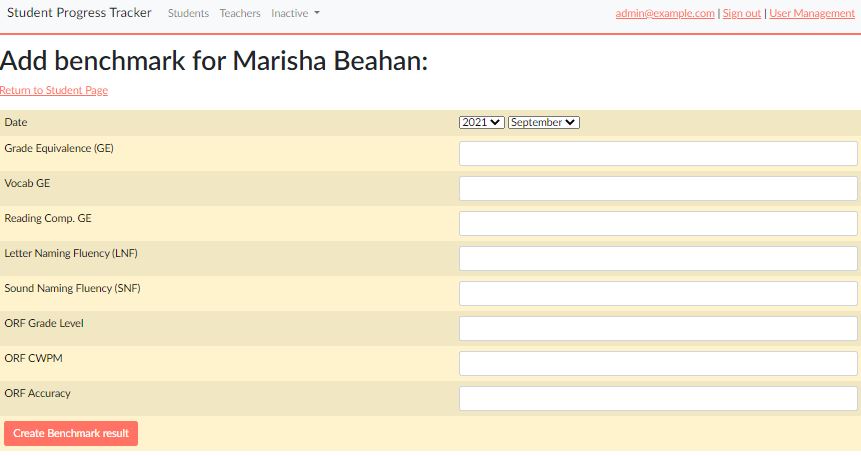 Student Progress Tracker Students Teachers Inactive admin@example.com | Sign out | User Management
Add benchmark for Marisha Beahan:
Return to Student Page
Date 2021 September
Grade Equivalence (GE)
Vocab GE
Reading Comp. GE
Letter Naming Fluency (LNF)
Sound Naming Fluency (SNF)
ORF Grade Level
ORF CWPM
ORF Accuracy
Create Benchmark result